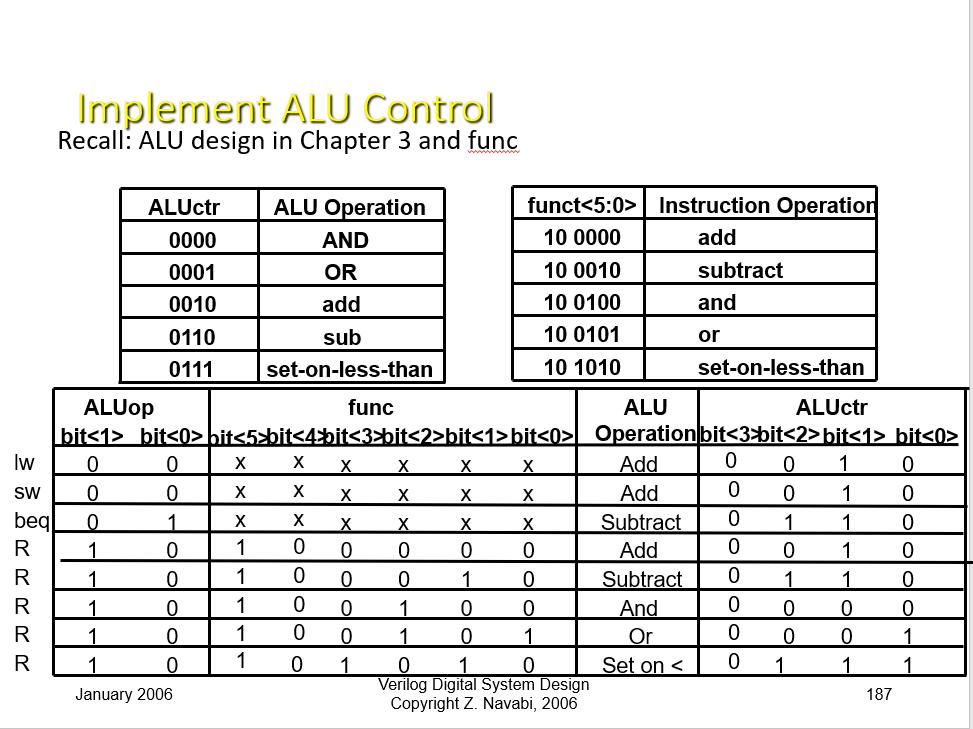 Implement ALU Control
Recall: ALU design in Chapter 3 and func
ALUctr ALU Operation
0000 AND
0001 OR
0010 add
0110 sub
0111 set-on-less-than
funct<5:0> Instruction Operation
10 0000 add
10 0010 subtract
10 0100 and
10 0101 or
10 1010 set-on-less-than
ALUop func ALU Operation ALUctr
bit<1> bit<0> bit<5> bit<4> bit<3> bit<2> bit<1> bit<0> bit<3> bit<2> bit<1> bit<0>
lw 0 0 x x x x x x Add 0 0 1 0
sw 0 0 x x x x x x Add 0 0 1 0
beq 0 1 x x x x x x Subtract 0 1 1 0
R 1 0 1 0 0 0 0 0 Add 0 0 1 0
R 1 0 1 0 0 0 1 0 Subtract 0 1 1 0
R 1 0 1 0 0 1 0 0 And 0 0 0 0
R 1 0 1 0 0 1 0 1 Or 0 0 0 1
R 1 0 1 0 1 0 1 0 Set on < 0 1 1 1
January 2006
Verilog Digital System Design
Copyright Z. Navabi, 2006
187